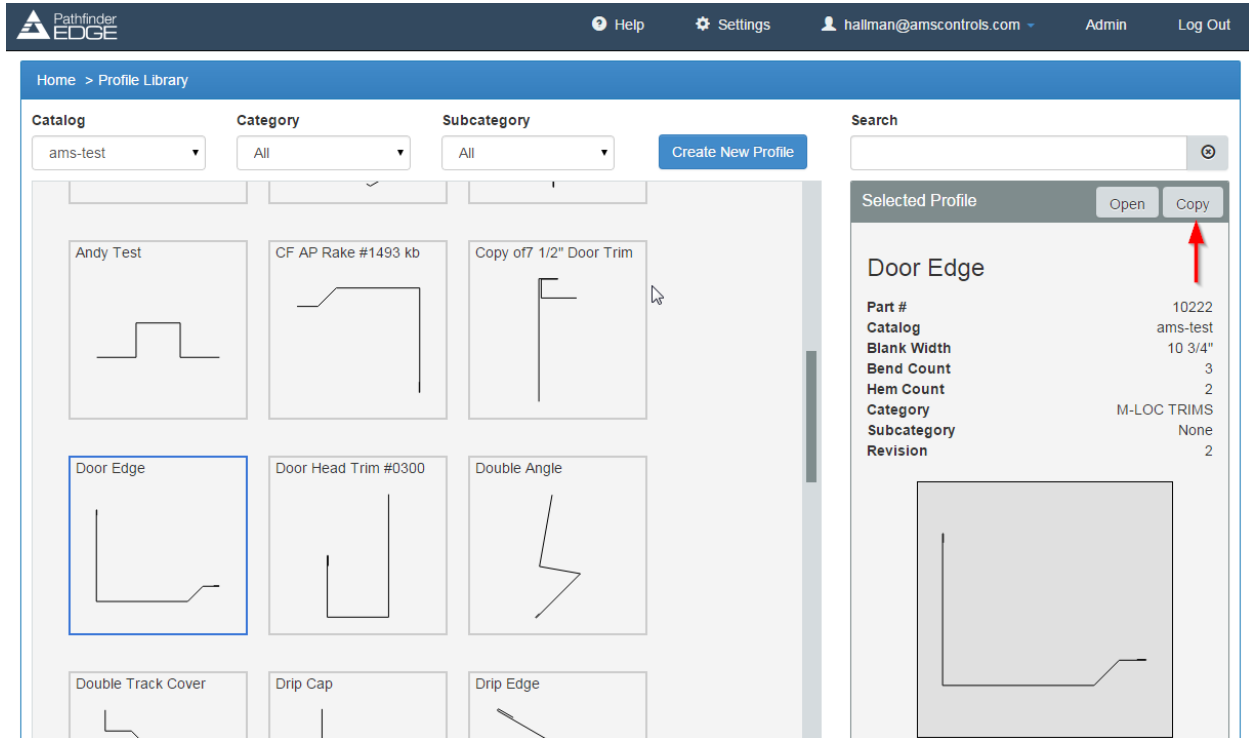 Pathfinder
EDGE
Help
Settings
hallman@amscontrols.com
Admin
Log Out
Home > Profile Library
Catalog
Category
Subcategory
Search
ams-test
All
All
Create New Profile
Selected Profile
Open
Copy
Andy Test
CF AP Rake #1493 kb
Copy of7 1/2" Door Trim
Door Edge
Part # 10222
Catalog ams-test
Blank Width 10 3/4"
Bend Count 3
Hem Count 2
Category M-LOC TRIMS
Subcategory None
Revision 2
Door Edge
Door Head Trim #0300
Double Angle
Double Track Cover
Drip Cap
Drip Edge